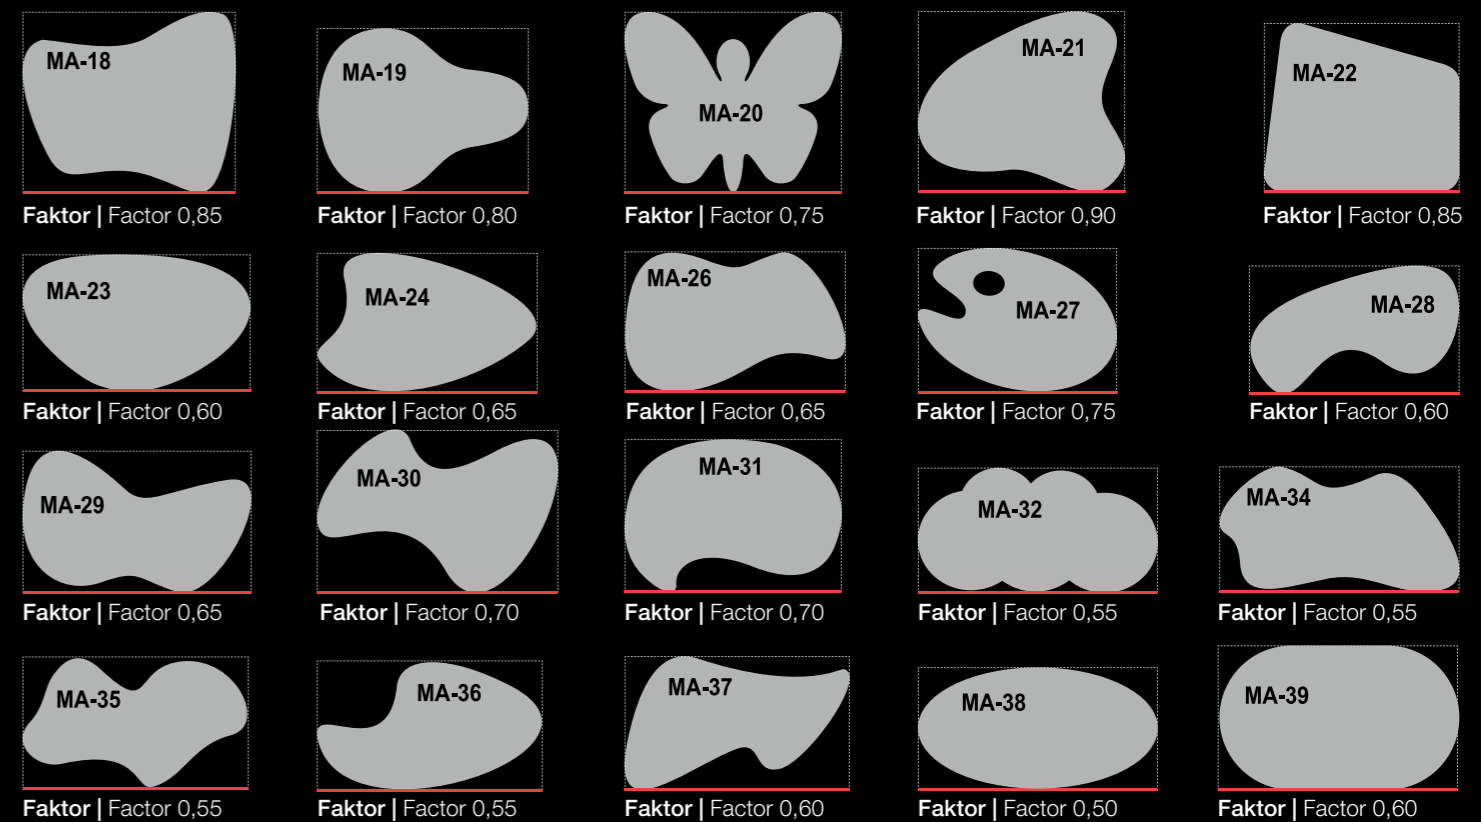 MA-18
MA-19
MA-20
MA-21
MA-22
Faktor | Factor 0,85
Faktor | Factor 0,80
Faktor | Factor 0,75
Faktor | Factor 0,90
Faktor | Factor 0,85
MA-23
MA-24
MA-26
MA-27
MA-28
Faktor | Factor 0,60
Faktor | Factor 0,65
Faktor | Factor 0,65
Faktor | Factor 0,75
Faktor | Factor 0,60
MA-29
MA-30
MA-31
MA-32
MA-34
Faktor | Factor 0,65
Faktor | Factor 0,70
Faktor | Factor 0,70
Faktor | Factor 0,55
Faktor | Factor 0,55
MA-35
MA-36
MA-37
MA-38
MA-39
Faktor | Factor 0,55
Faktor | Factor 0,55
Faktor | Factor 0,60
Faktor | Factor 0,50
Faktor | Factor 0,60